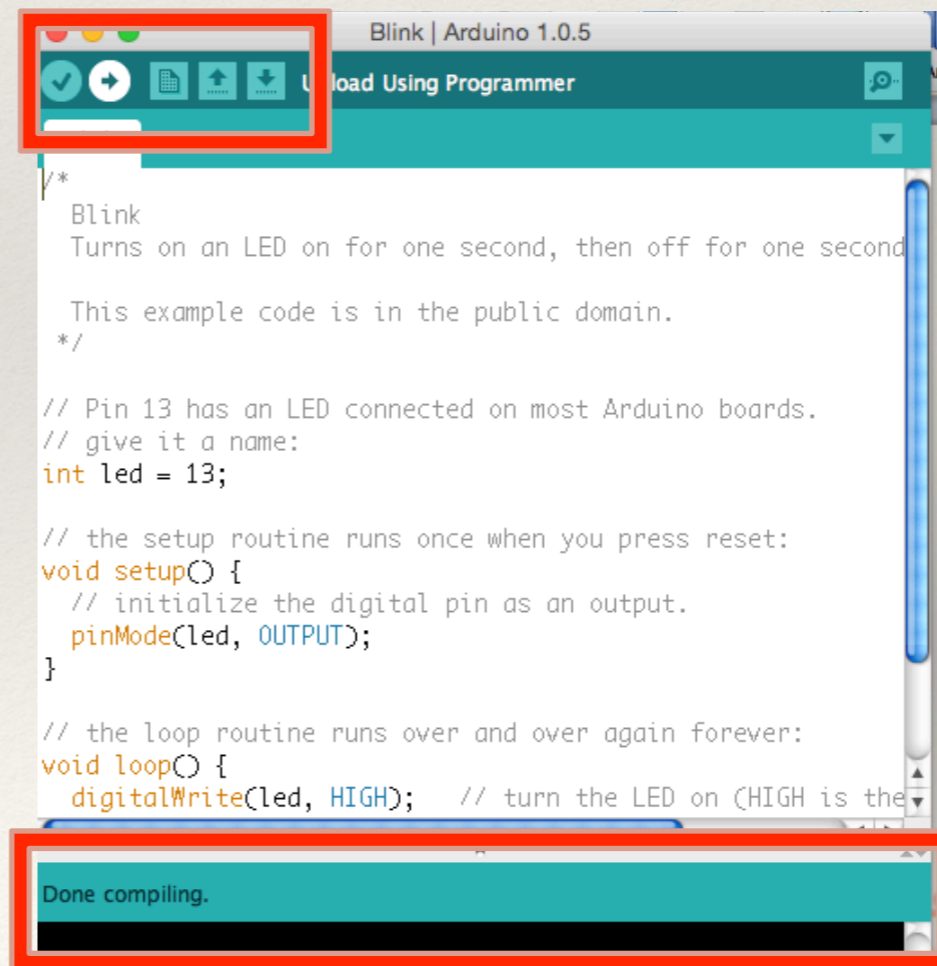 Blink | Arduino 1.0.5
load Using Programmer
/*
Blink
Turns on an LED on for one second, then off for one second
This example code is in the public domain.
*/
// Pin 13 has an LED connected on most Arduino boards.
// give it a name:
int led = 13;
// the setup routine runs once when you press reset:
void setup() {
// initialize the digital pin as an output.
pinMode(led, OUTPUT);
}
// the loop routine runs over and over again forever:
void loop() {
digitalWrite(led, HIGH);   // turn the LED on (HIGH is the
Done compiling.